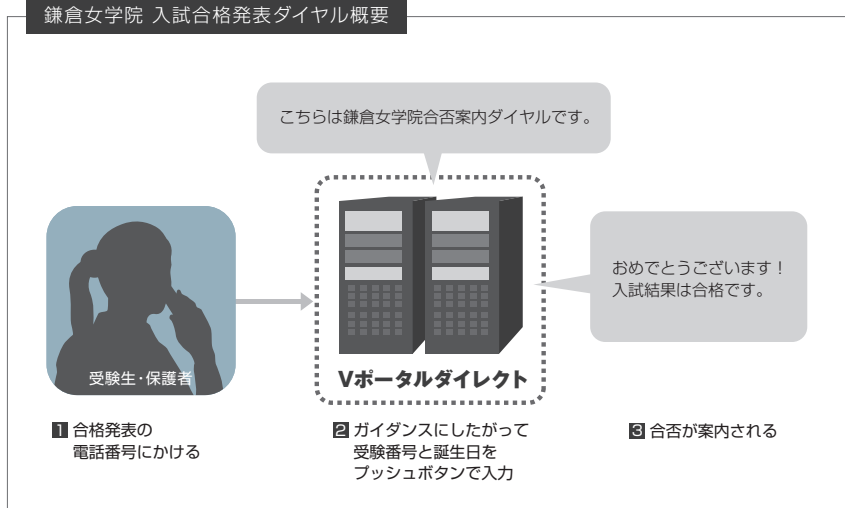 鎌倉女学院 入試合格発表ダイヤル概要
こちらは鎌倉女学院合否案内ダイヤルです。
おめでとうございます！
入試結果は合格です。
受験生・保護者
Vポータルダイレクト
1 合格発表の
電話番号にかける
2 ガイダンスにしたがって
受験番号と誕生日を
プッシュボタンで入力
3 合否が案内される